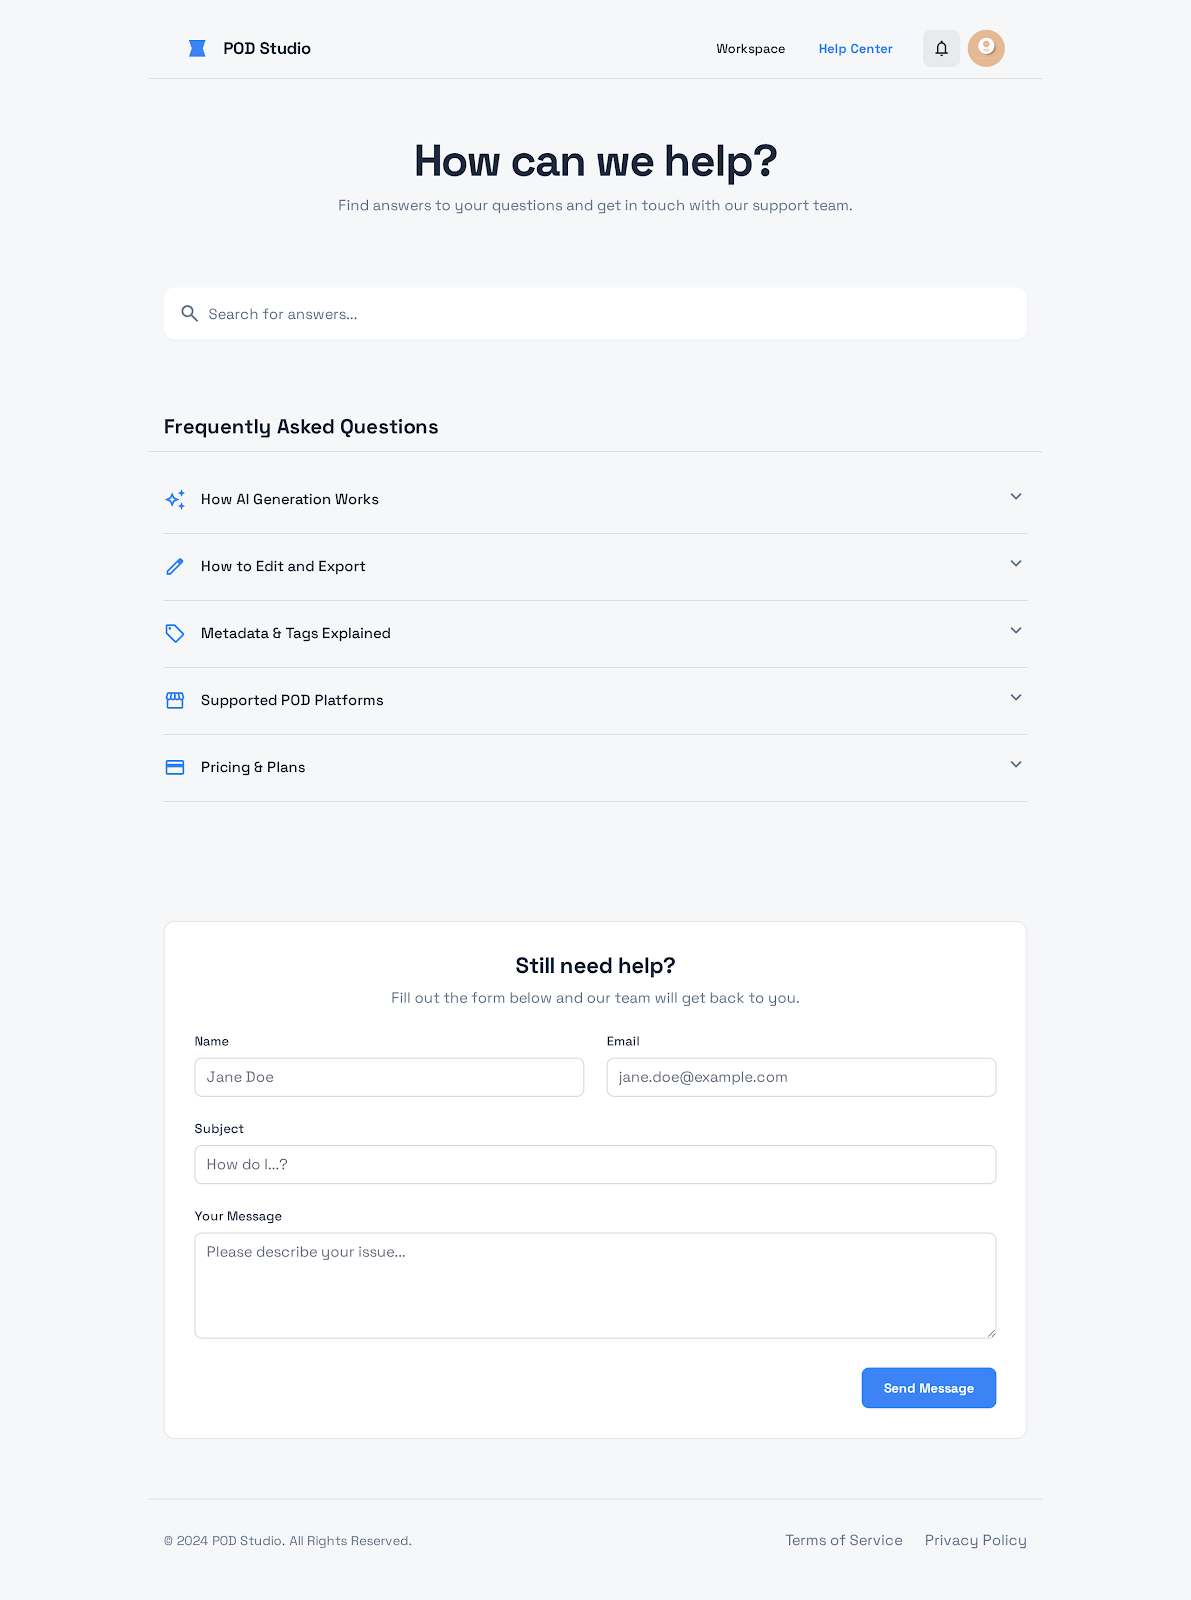 POD Studio
Workspace
Help Center
How can we help?
Find answers to your questions and get in touch with our support team.
Search for answers...
Frequently Asked Questions
How AI Generation Works
How to Edit and Export
Metadata & Tags Explained
Supported POD Platforms
Pricing & Plans
Still need help?
Fill out the form below and our team will get back to you.
Name
Email
Jane Doe
jane.doe@example.com
Subject
How do I...?
Your Message
Please describe your issue...
Send Message
© 2024 POD Studio. All Rights Reserved.
Terms of Service
Privacy Policy